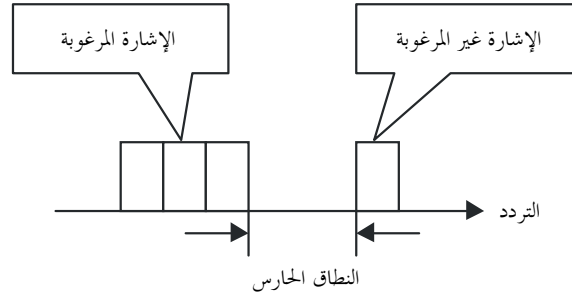 الإشارة غير المرغوبة
الإشارة المرغوبة
التردد
النطاق الحارس